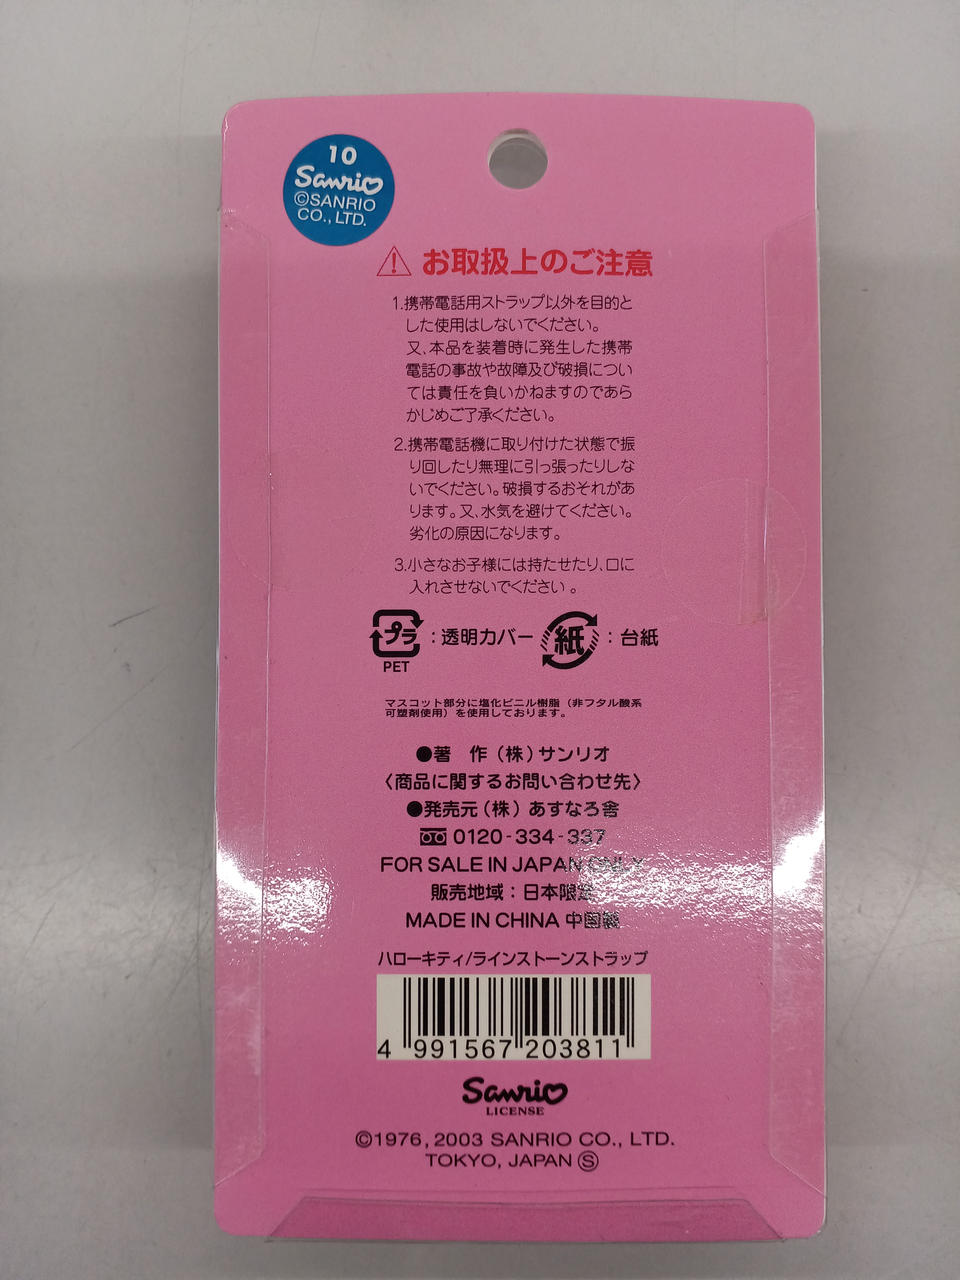 10
Sanrio
©SANRIO
CO., LTD.
⚠ お取扱上のご注意
1.携帯電話用ストラップ以外を目的と
した使用はしないでください。
又、本品を装着時に発生した携帯
電話の事故や故障及び破損につい
ては責任を負いかねますのであら
かじめご了承ください。
2.携帯電話機に取り付けた状態で振
り回したり無理に引っ張ったりしな
いでください。破損するおそれがあ
ります。又、水気を避けてください。
劣化の原因になります。
3.小さなお子様には持たせたり、口に
入れさせないでください 。
プラ : 透明カバー 紙 : 台紙
PET
マスコット部分に塩化ビニル樹脂（非フタル酸系
可塑剤使用）を使用しております。
●著　作（株）サンリオ
〈商品に関するお問い合わせ先〉
●発売元（株）あすなろ舎
0120-334-337
FOR SALE IN JAPAN ONLY
販売地域：日本限定
MADE IN CHINA 中国製
ハローキティ/ラインストーンストラップ
4 991567 203811
Sanrio
LICENSE
©1976, 2003 SANRIO CO., LTD.
TOKYO, JAPAN Ⓢ